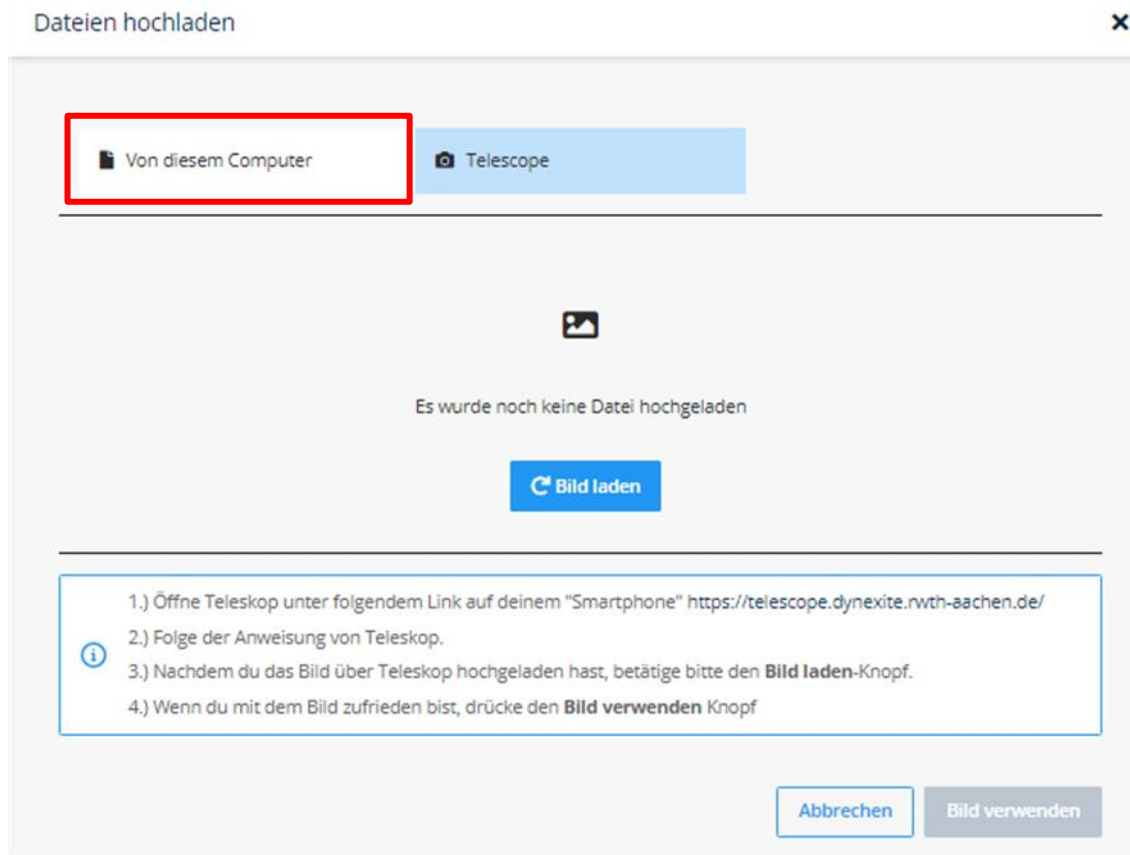 Dateien hochladen
Von diesem Computer
Telescope
Es wurde noch keine Datei hochgeladen
Bild laden
1.) Öffne Teleskop unter folgendem Link auf deinem "Smartphone" https://telescope.dynexite.rwth-aachen.de/
2.) Folge der Anweisung von Teleskop.
3.) Nachdem du das Bild über Teleskop hochgeladen hast, betätige bitte den Bild laden-Knopf.
4.) Wenn du mit dem Bild zufrieden bist, drücke den Bild verwenden Knopf
Abbrechen
Bild verwenden